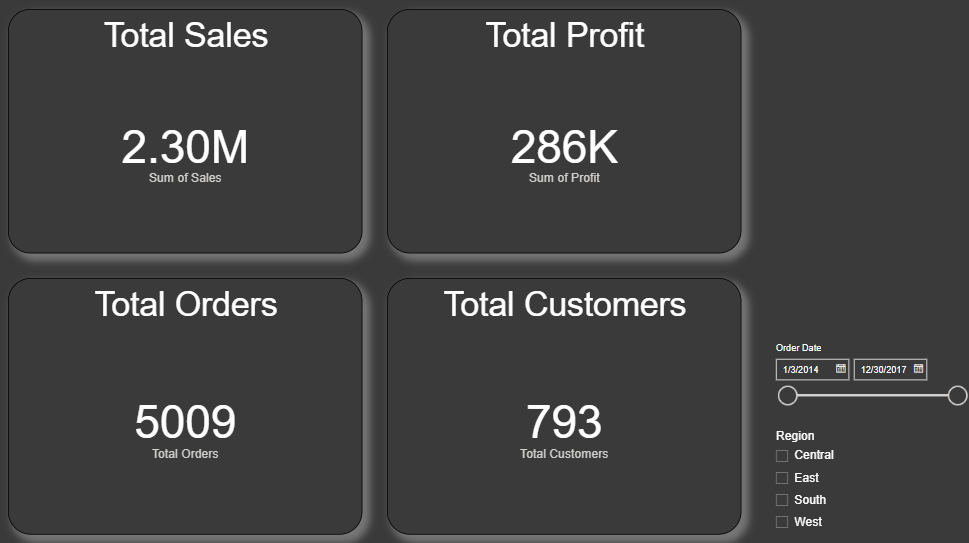 Total Sales
2.30M
Sum of Sales
Total Profit
286K
Sum of Profit
Total Orders
5009
Total Orders
Total Customers
793
Total Customers
Order Date
1/3/2014 12/30/2017
Region
Central
East
South
West